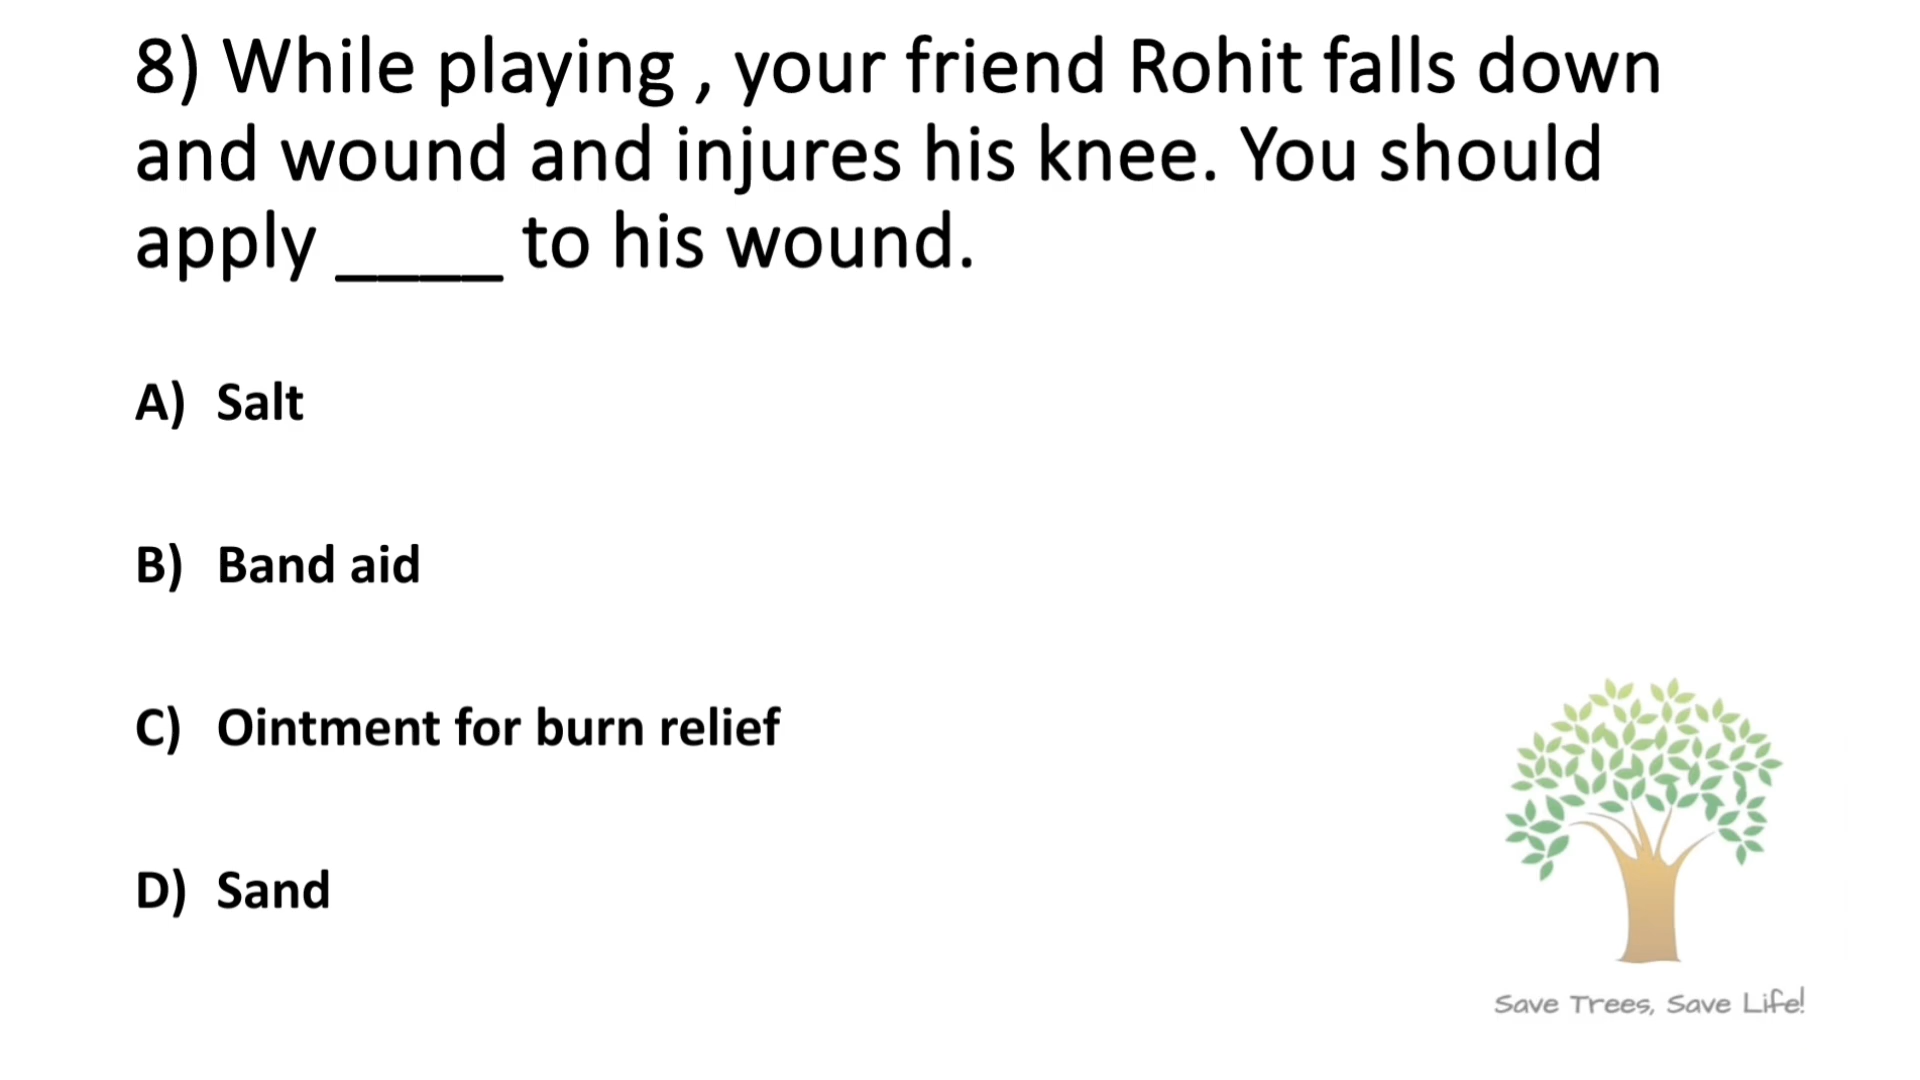 8) While playing , your friend Rohit falls down
and wound and injures his knee. You should
apply ____ to his wound.
A) Salt
B) Band aid
C) Ointment for burn relief
D) Sand
Save Trees, Save Life!